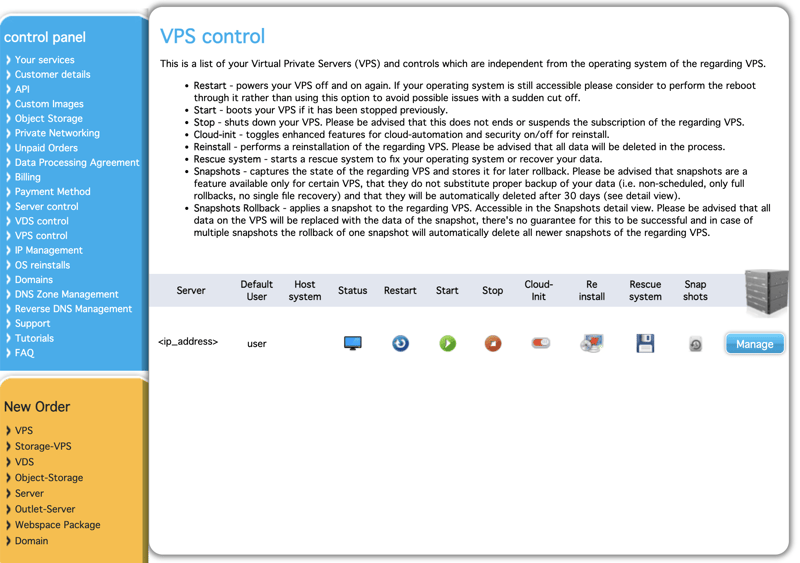 control panel
Your services
Customer details
API
Custom Images
Object Storage
Private Networking
Unpaid Orders
Data Processing Agreement
Billing
Payment Method
Server control
VDS control
VPS control
IP Management
OS reinstalls
Domains
DNS Zone Management
Reverse DNS Management
Support
Tutorials
FAQ
New Order
VPS
Storage-VPS
VDS
Object-Storage
Server
Outlet-Server
Webspace Package
Domain
VPS control
This is a list of your Virtual Private Servers (VPS) and controls which are independent from the operating system of the regarding VPS.
• Restart - powers your VPS off and on again. If your operating system is still accessible please consider to perform the reboot
through it rather than using this option to avoid possible issues with a sudden cut off.
• Start - boots your VPS if it has been stopped previously.
• Stop - shuts down your VPS. Please be advised that this does not ends or suspends the subscription of the regarding VPS.
• Cloud-init - toggles enhanced features for cloud-automation and security on/off for reinstall.
• Reinstall - performs a reinstallation of the regarding VPS. Please be advised that all data will be deleted in the process.
• Rescue system - starts a rescue system to fix your operating system or recover your data.
• Snapshots - captures the state of the regarding VPS and stores it for later rollback. Please be advised that snapshots are a
feature available only for certain VPS, that they do not substitute proper backup of your data (i.e. non-scheduled, only full
rollbacks, no single file recovery) and that they will be automatically deleted after 30 days (see detail view).
• Snapshots Rollback - applies a snapshot to the regarding VPS. Accessible in the Snapshots detail view. Please be advised that all
data on the VPS will be replaced with the data of the snapshot, there's no guarantee for this to be successful and in case of
multiple snapshots the rollback of one snapshot will automatically delete all newer snapshots of the regarding VPS.
Server Default User Host system Status Restart Start Stop Cloud-Init Re install Rescue system Snap shots
<ip_address> user Manage